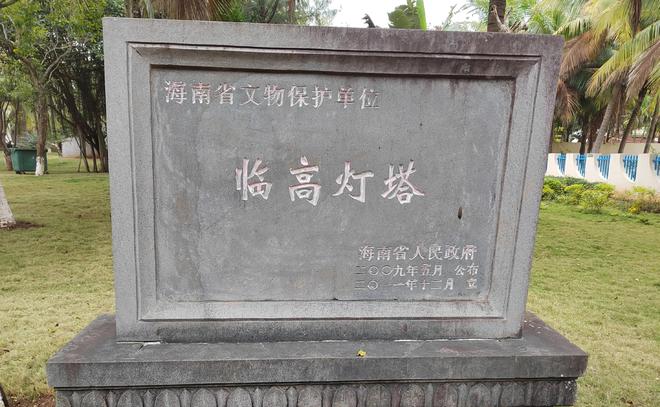 海南省文物保护单位
临高灯塔
海南省人民政府
二〇〇九年五月 公布
二〇一一年十二月 立